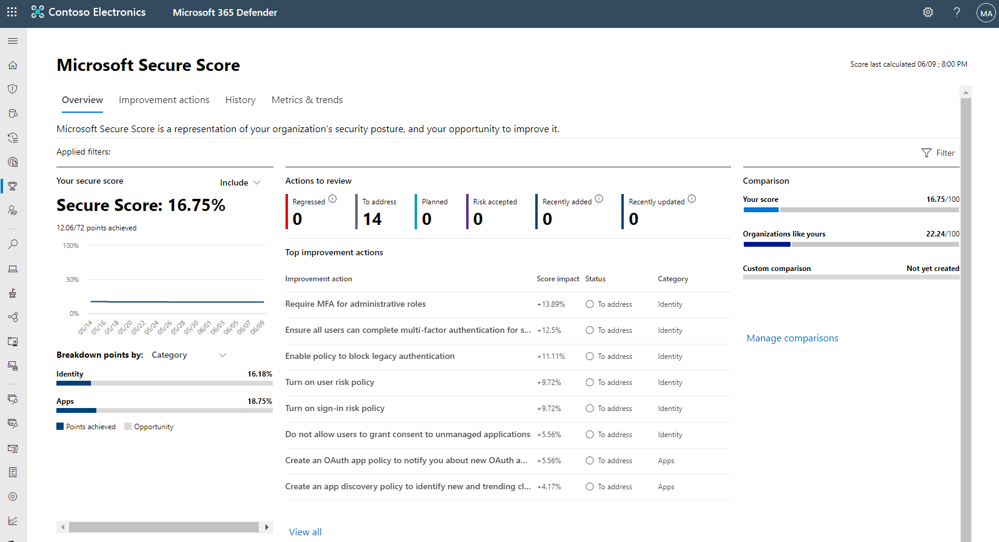 Contoso Electronics
Microsoft 365 Defender
?
MA
Microsoft Secure Score
Score last calculated 06/09 ; 8:00 PM
Overview Improvement actions History Metrics & trends
Microsoft Secure Score is a representation of your organization's security posture, and your opportunity to improve it.
Applied filters:
Filter
Your secure score
Include
Secure Score: 16.75%
12.06/72 points achieved
100%
50%
0%
05/14 05/16 05/18 05/20 05/22 05/24 05/26 05/28 05/30 06/01 06/03 06/05 06/07 06/09
Breakdown points by: Category
Identity 16.18%
Apps 18.75%
Points achieved Opportunity
Actions to review
Regressed To address Planned Risk accepted Recently added Recently updated
0 14 0 0 0 0
Top improvement actions
Improvement action Score impact Status Category
Require MFA for administrative roles +13.89% To address Identity
Ensure all users can complete multi-factor authentication for s... +12.5% To address Identity
Enable policy to block legacy authentication +11.11% To address Identity
Turn on user risk policy +9.72% To address Identity
Turn on sign-in risk policy +9.72% To address Identity
Do not allow users to grant consent to unmanaged applications +5.56% To address Identity
Create an OAuth app policy to notify you about new OAuth a... +5.56% To address Apps
Create an app discovery policy to identify new and trending cl... +4.17% To address Apps
View all
Comparison
Your score 16.75/100
Organizations like yours 22.24/100
Custom comparison Not yet created
Manage comparisons